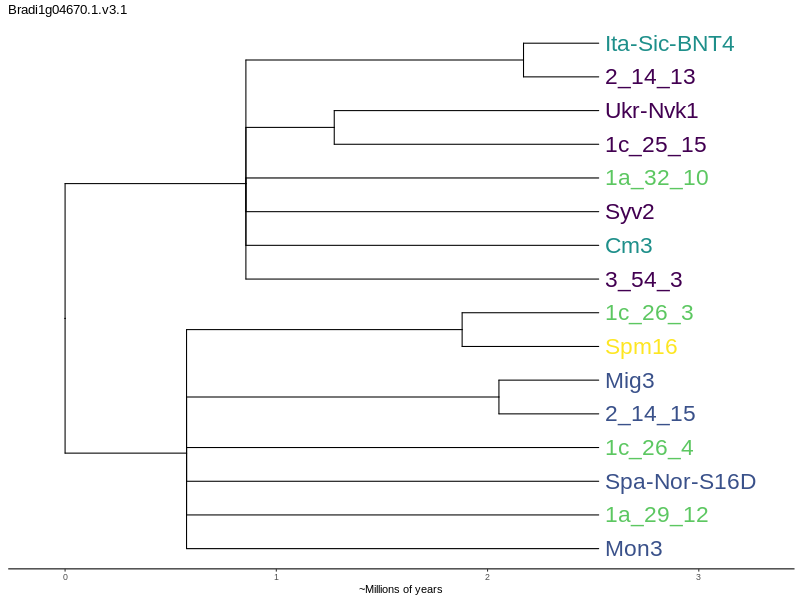 Bradi1g04670.1.v3.1
Ita-Sic-BNT4
2_14_13
Ukr-Nvk1
1c_25_15
1a_32_10
Syv2
Cm3
3_54_3
1c_26_3
Spm16
Mig3
2_14_15
1c_26_4
Spa-Nor-S16D
1a_29_12
Mon3
0 1 2 3
~Millions of years